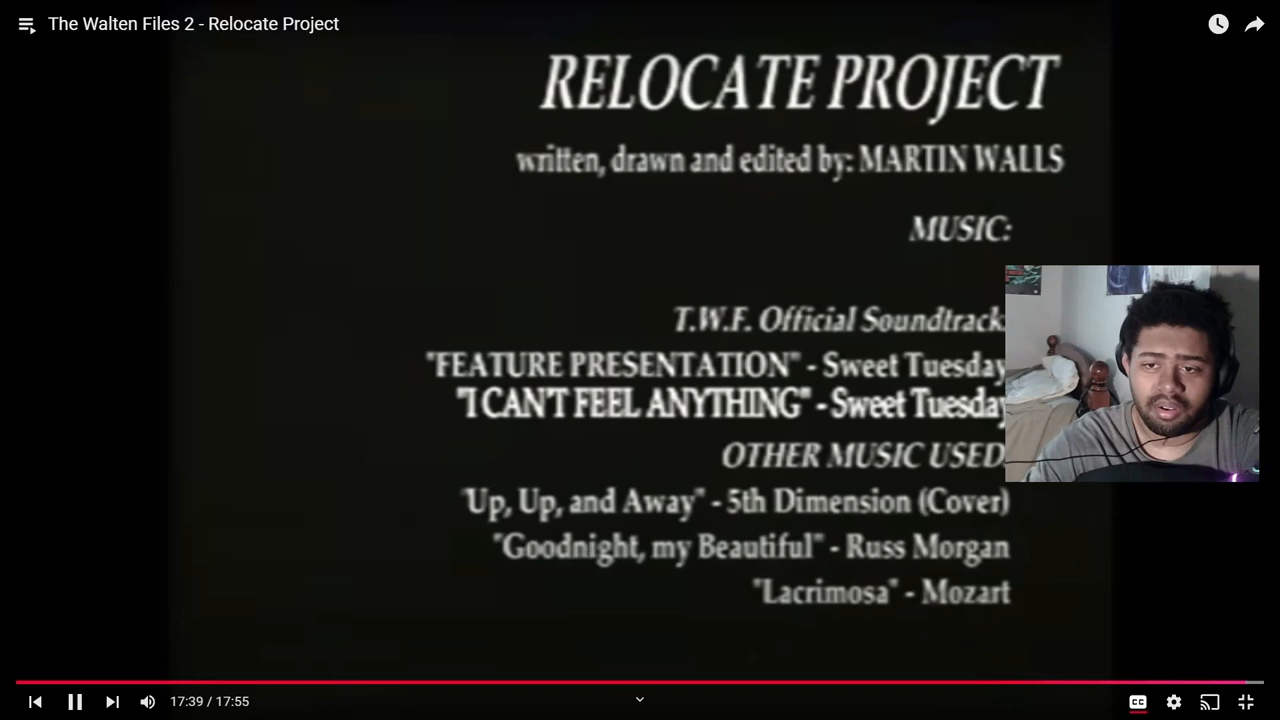 The Walten Files 2 - Relocate Project
RELOCATE PROJECT
written, drawn and edited by: MARTIN WALLS
MUSIC:
T.W.F. Official Soundtrack
"FEATURE PRESENTATION" - Sweet Tuesday
"I CAN'T FEEL ANYTHING" - Sweet Tuesday
OTHER MUSIC USED
"Up, Up, and Away" - 5th Dimension (Cover)
"Goodnight, my Beautiful" - Russ Morgan
"Lacrimosa" - Mozart
17:39 / 17:55
CC